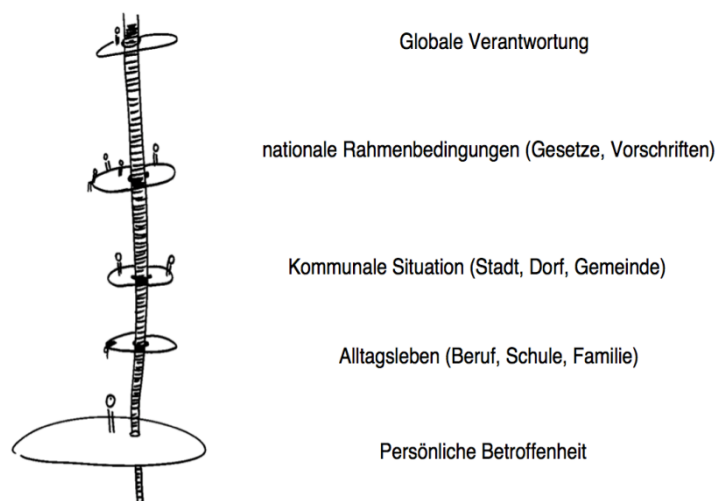 Globale Verantwortung
nationale Rahmenbedingungen (Gesetze, Vorschriften)
Kommunale Situation (Stadt, Dorf, Gemeinde)
Alltagsleben (Beruf, Schule, Familie)
Persönliche Betroffenheit